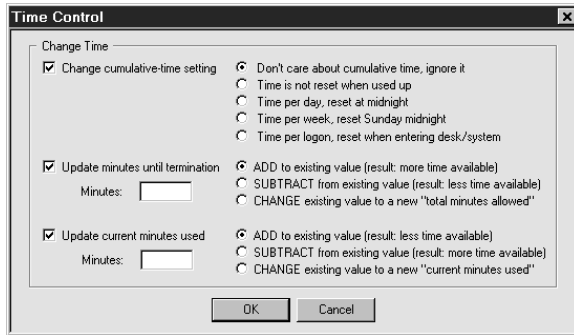 Time Control
Change Time
Change cumulative-time setting
Don't care about cumulative time, ignore it
Time is not reset when used up
Time per day, reset at midnight
Time per week, reset Sunday midnight
Time per logon, reset when entering desk/system
Update minutes until termination
Minutes:
ADD to existing value (result: more time available)
SUBTRACT from existing value (result: less time available)
CHANGE existing value to a new "total minutes allowed"
Update current minutes used
Minutes:
ADD to existing value (result: less time available)
SUBTRACT from existing value (result: more time available)
CHANGE existing value to a new "current minutes used"
OK
Cancel